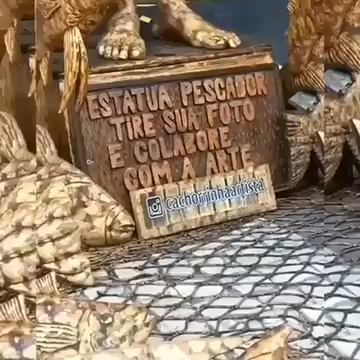 ESTATUA PESCADOR
TIRE SUA FOTO
E COLABORE
COM A ARTE
cachorrinhaartista